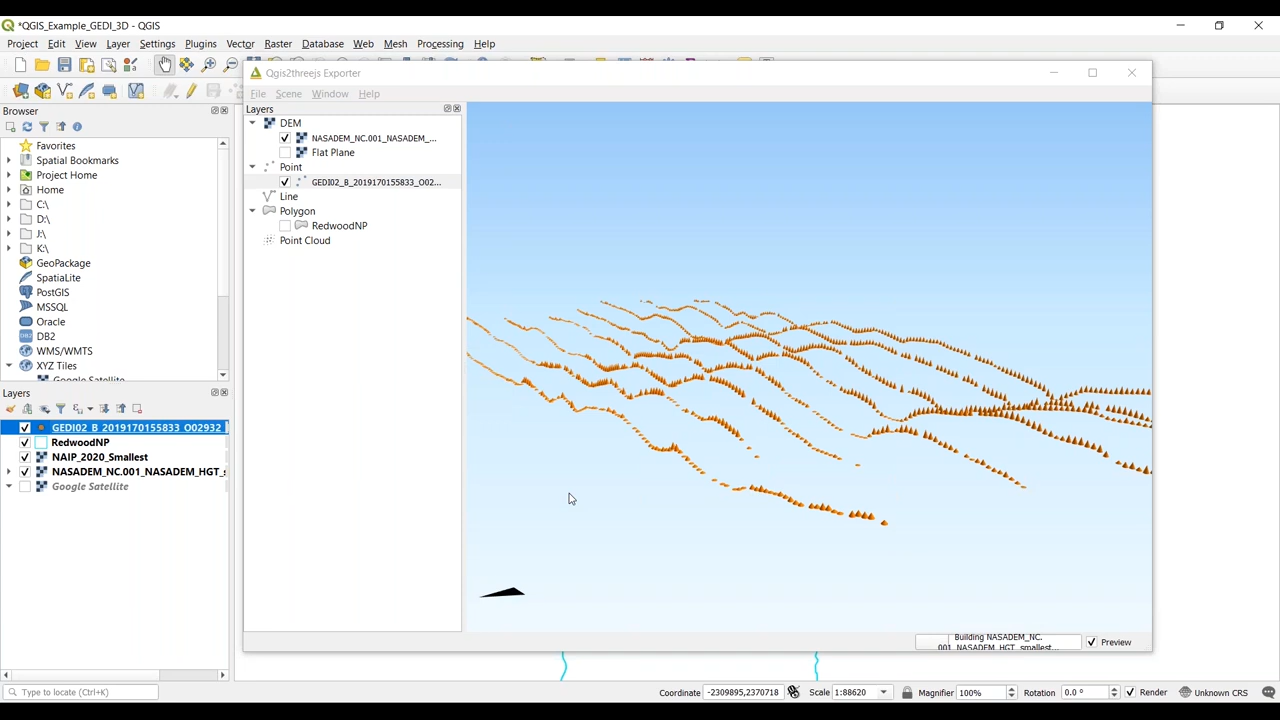 *QGIS_Example_GEDI_3D - QGIS
Project Edit View Layer Settings Plugins Vector Raster Database Web Mesh Processing Help
Qgis2threejs Exporter
File Scene Window Help
Layers
DEM
NASADEM_NC.001_NASADEM_...
Flat Plane
Point
GEDI02_B_2019170155833_O02...
Line
Polygon
RedwoodNP
Point Cloud
Building NASADEM_NC.
001_NASADEM_HGT_smallest...
Preview
Browser
Favorites
Spatial Bookmarks
Project Home
Home
C:\
D:\
J:\
K:\
GeoPackage
SpatiaLite
PostGIS
MSSQL
Oracle
DB2
WMS/WMTS
XYZ Tiles
Google Satellite
Layers
GEDI02_B_2019170155833_O02932_
RedwoodNP
NAIP_2020_Smallest
NASADEM_NC.001_NASADEM_HGT_s
Google Satellite
Type to locate (Ctrl+K)
Coordinate -2309895,2370718 Scale 1:88620 Magnifier 100% Rotation 0.0 ° Render Unknown CRS